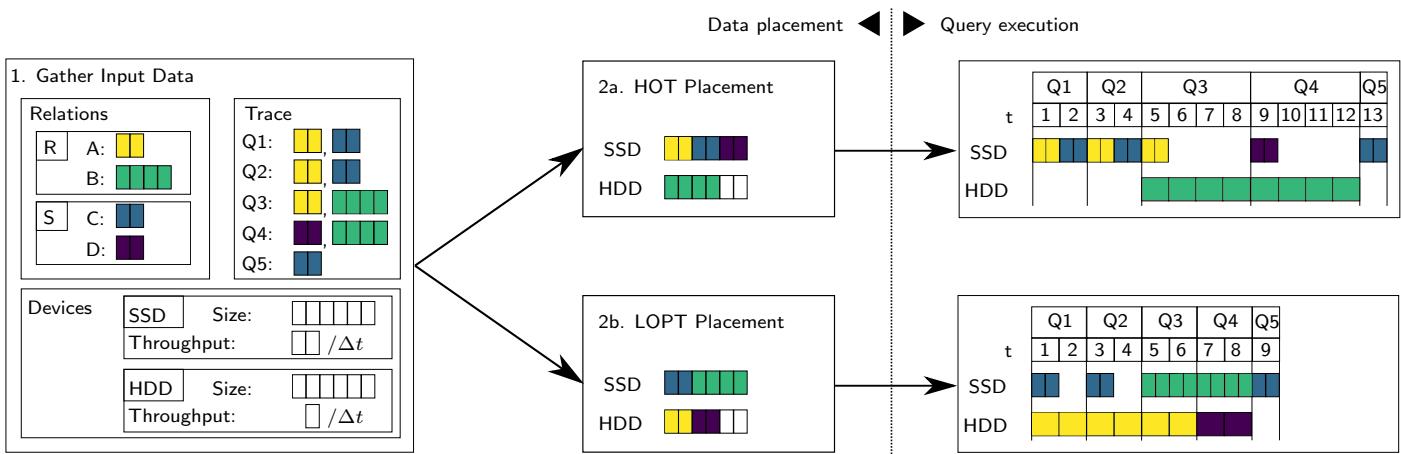 Data placement
Query execution
1. Gather Input Data
Relations
R
A:
B:
S
C:
D:
Trace
Q1: ,
Q2: ,
Q3: ,
Q4: ,
Q5:
Devices
SSD Size:
Throughput: /Δt
HDD Size:
Throughput: /Δt
2a. HOT Placement
SSD
HDD
2b. LOPT Placement
SSD
HDD
Q1 Q2 Q3 Q4 Q5
t 1 2 3 4 5 6 7 8 9 10 11 12 13
SSD
HDD
Q1 Q2 Q3 Q4 Q5
t 1 2 3 4 5 6 7 8 9
SSD
HDD